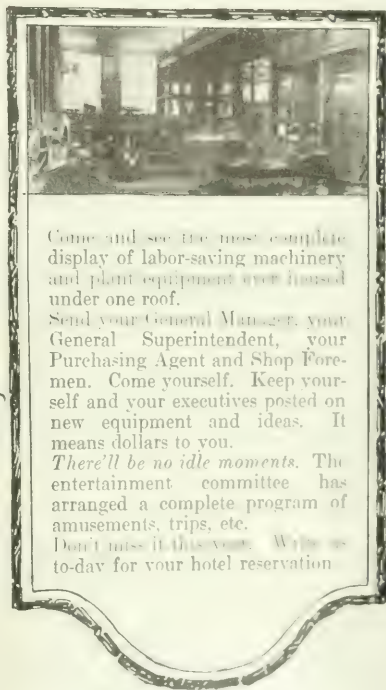 Come and see the most complete
display of labor-saving machinery
and plant equipment ever housed
under one roof.
Send your General Manager, your
General Superintendent, your
Purchasing Agent and Shop Fore-
men. Come yourself. Keep your-
self and your executives posted on
new equipment and ideas. It
means dollars to you.
There'll be no idle moments. The
entertainment committee has
arranged a complete program of
amusements, trips, etc.
Don't miss it this year. Write us
to-day for your hotel reservation